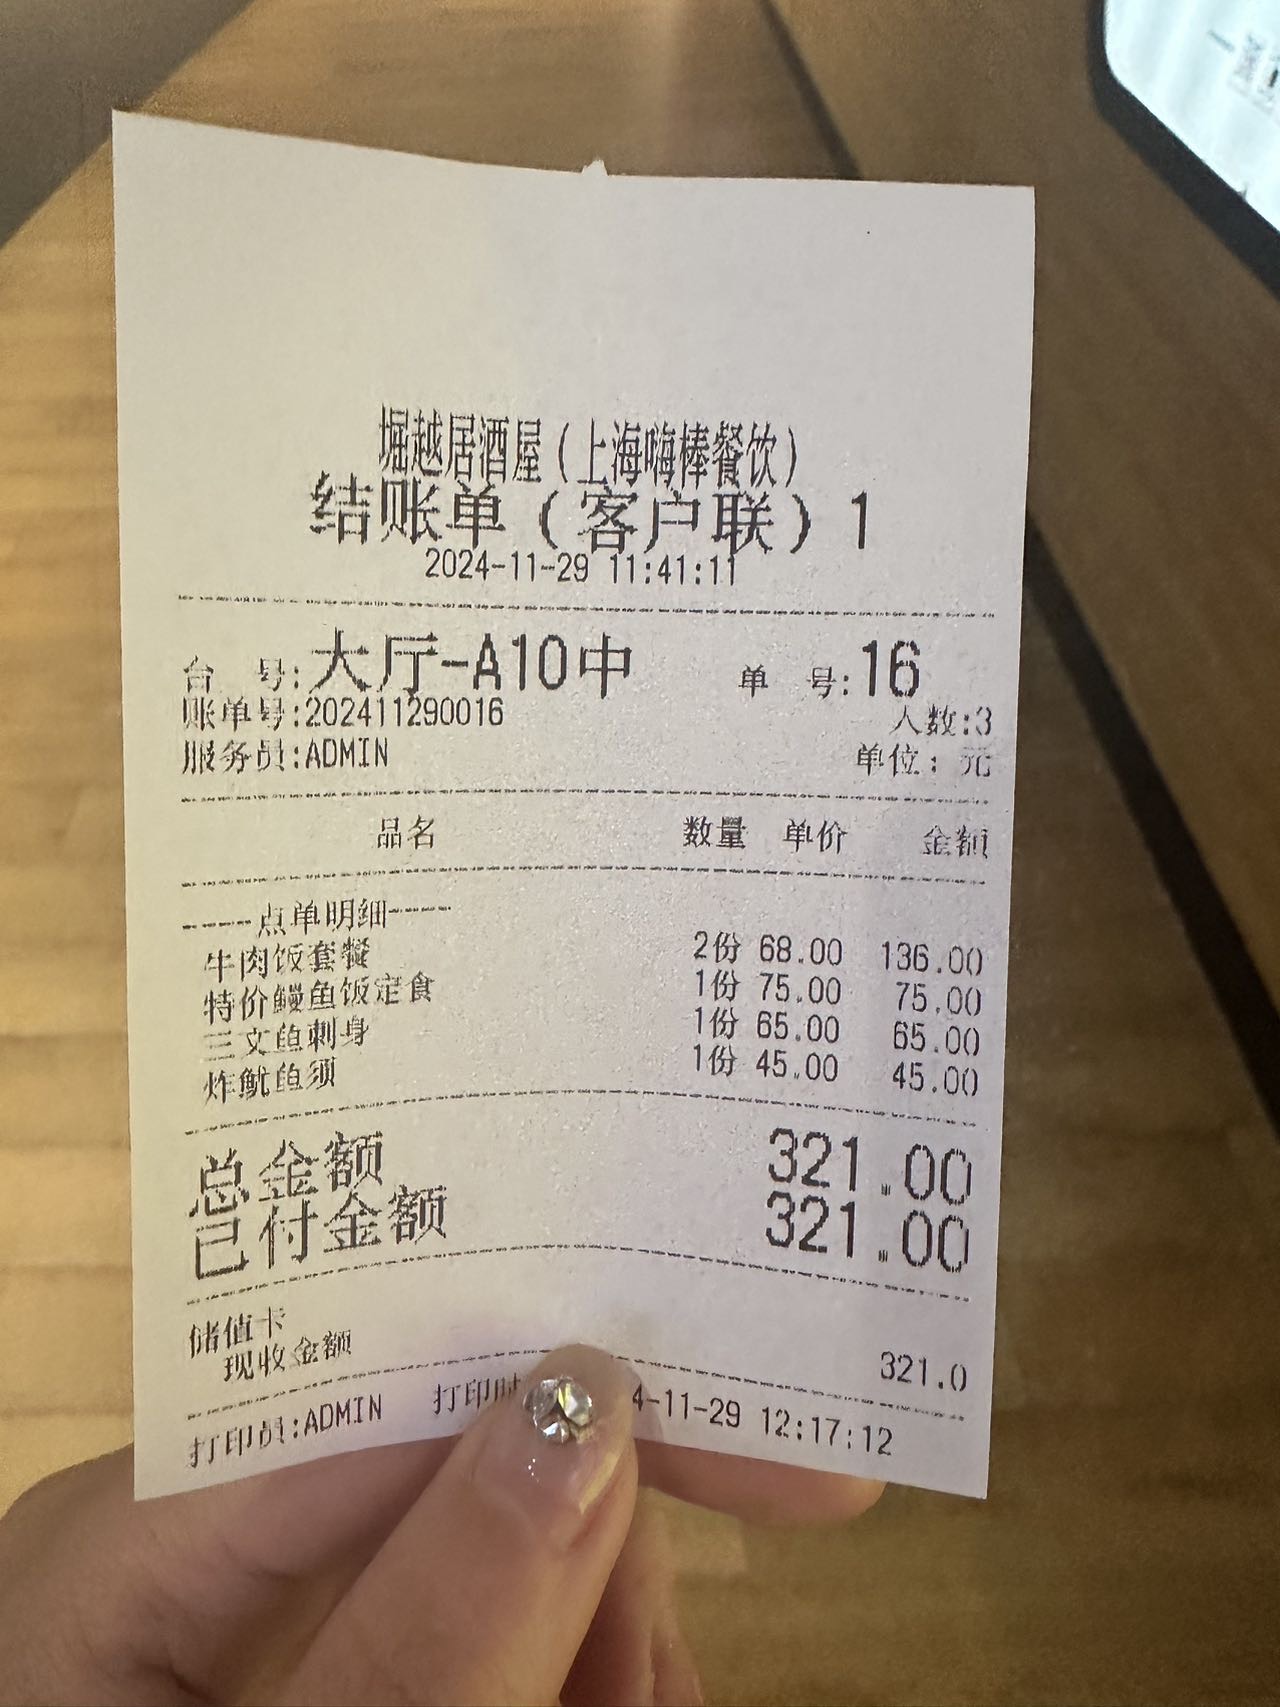 堀越居酒屋(上海嗨棒餐饮)
结账单(客户联)1
2024-11-29 11:41:11
台 号:大厅-A10中 单 号:16
账单号:202411290016 人数:3
服务员:ADMIN 单位: 元
品名 数量 单价 金额
----点单明细----
牛肉饭套餐 2份 68.00 136.00
特价鳗鱼饭定食 1份 75.00 75.00
三文鱼刺身 1份 65.00 65.00
炸鱿鱼须 1份 45.00 45.00
总金额 321.00
已付金额 321.00
储值卡
现收金额 321.0
打印员:ADMIN 打印时 4-11-29 12:17:12